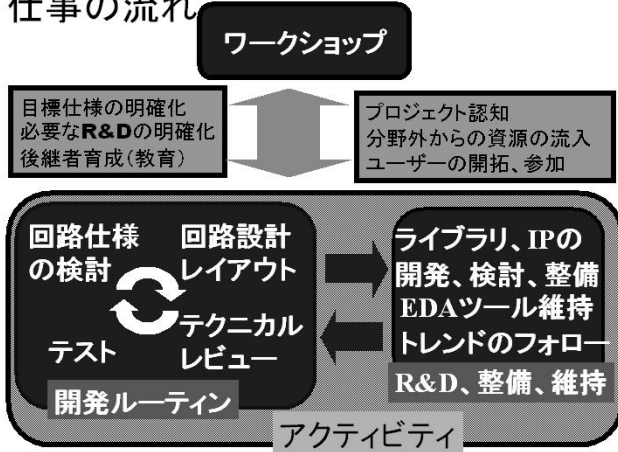 仕事の流れ
ワークショップ
目標仕様の明確化
必要なR&Dの明確化
後継者育成(教育)
プロジェクト認知
分野外からの資源の流入
ユーザーの開拓、参加
回路仕様
の検討
回路設計
レイアウト
テスト
テクニカル
レビュー
開発ルーティン
ライブラリ、IPの
開発、検討、整備
EDAツール維持
トレンドのフォロー
R&D、整備、維持
アクティビティ